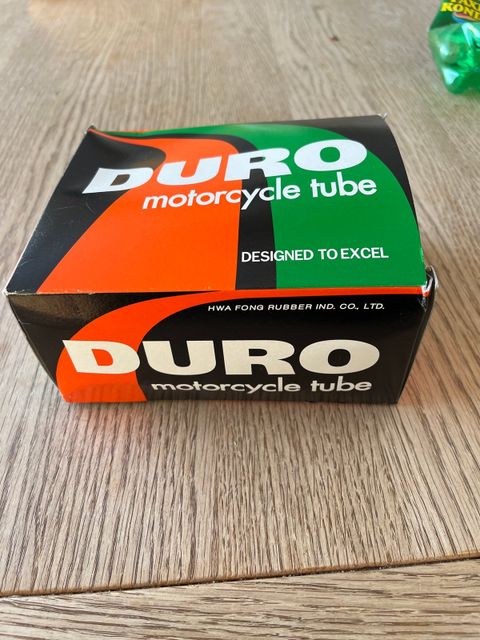 DURO
motorcycle tube
DESIGNED TO EXCEL
HWA FONG RUBBER IND. CO., LTD.
DURO
motorcycle tube